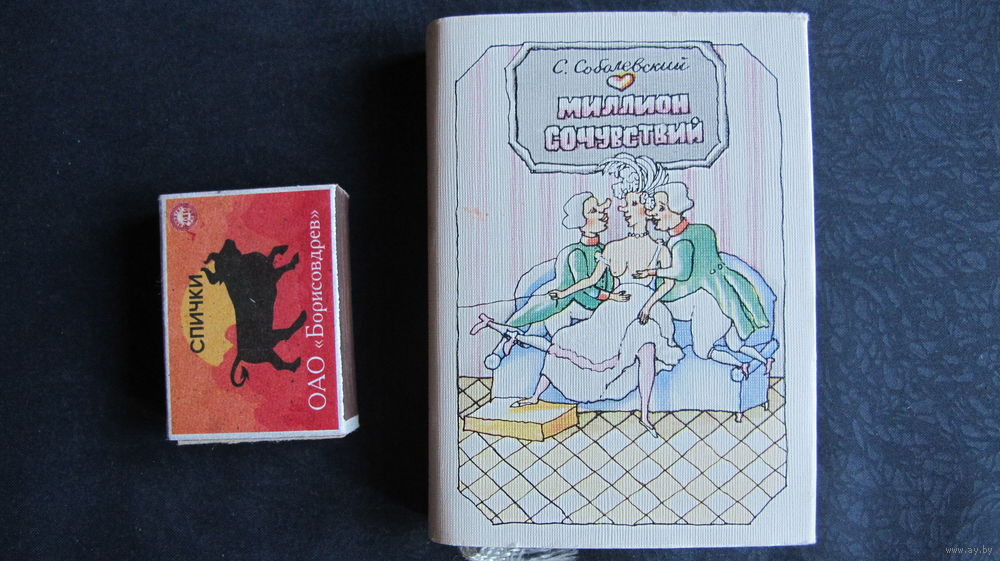 С. Соболевский
МИЛЛИОН
СОЧУВСТВИЙ
СПИЧКИ
ОАО «Борисовдрев»
www.ay.by